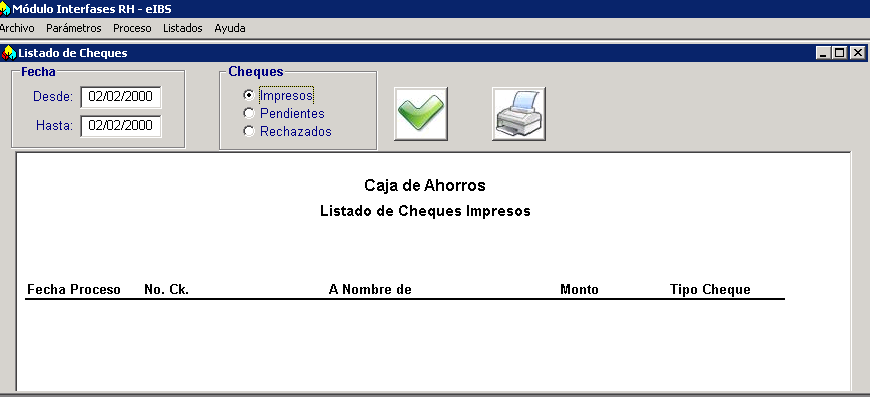 Módulo Interfases RH - eIBS
Archivo Parámetros Proceso Listados Ayuda
Listado de Cheques
Fecha
Desde: 02/02/2000
Hasta: 02/02/2000
Cheques
Impresos
Pendientes
Rechazados
Caja de Ahorros
Listado de Cheques Impresos
Fecha Proceso No. Ck. A Nombre de Monto Tipo Cheque